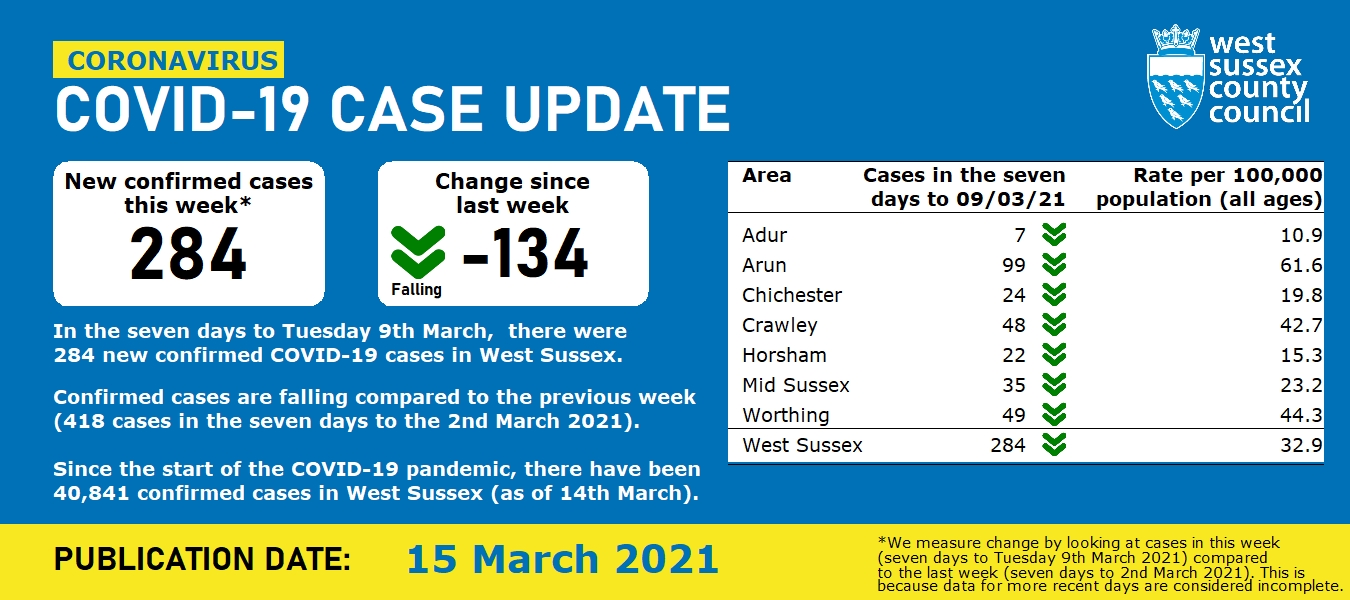 CORONAVIRUS
COVID-19 CASE UPDATE
west
sussex
county
council
New confirmed cases
this week*
284
Change since
last week
-134
Falling
In the seven days to Tuesday 9th March, there were
284 new confirmed COVID-19 cases in West Sussex.
Confirmed cases are falling compared to the previous week
(418 cases in the seven days to the 2nd March 2021).
Since the start of the COVID-19 pandemic, there have been
40,841 confirmed cases in West Sussex (as of 14th March).
Area Cases in the seven Rate per 100,000
days to 09/03/21 population (all ages)
Adur 7 10.9
Arun 99 61.6
Chichester 24 19.8
Crawley 48 42.7
Horsham 22 15.3
Mid Sussex 35 23.2
Worthing 49 44.3
West Sussex 284 32.9
PUBLICATION DATE: 15 March 2021
*We measure change by looking at cases in this week
(seven days to Tuesday 9th March 2021) compared
to the last week (seven days to 2nd March 2021). This is
because data for more recent days are considered incomplete.